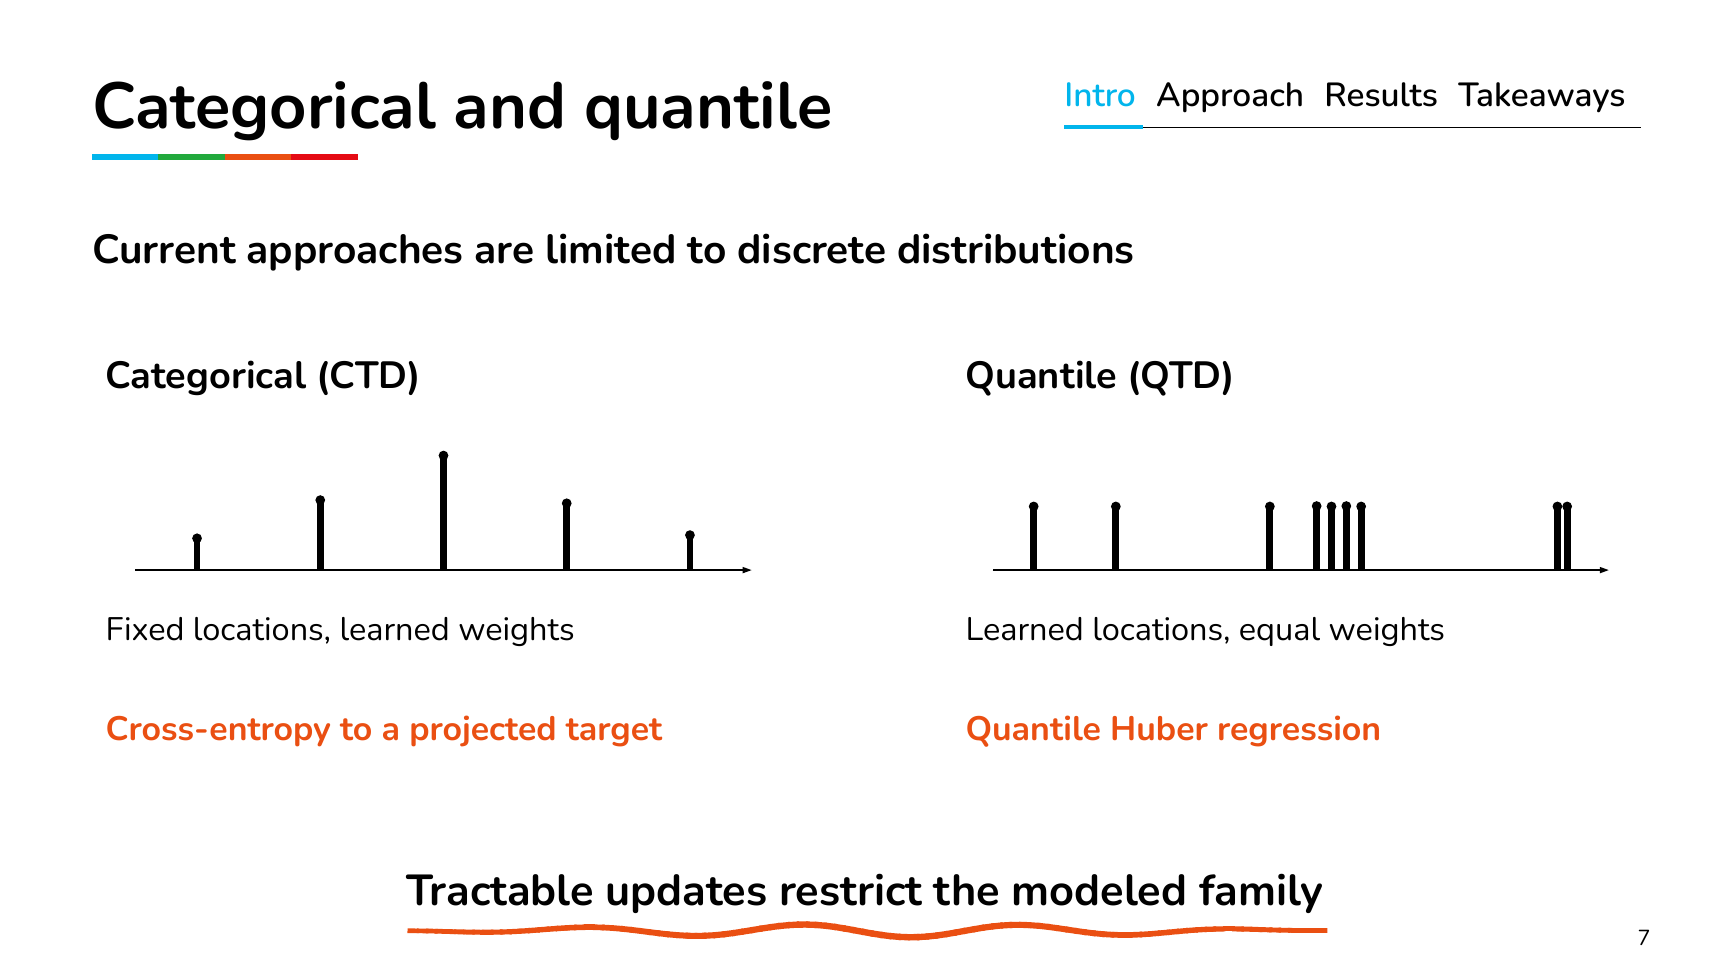 Categorical and quantile
Intro Approach Results Takeaways
Current approaches are limited to discrete distributions
Categorical (CTD)
Fixed locations, learned weights
Cross-entropy to a projected target
Quantile (QTD)
Learned locations, equal weights
Quantile Huber regression
Tractable updates restrict the modeled family
7